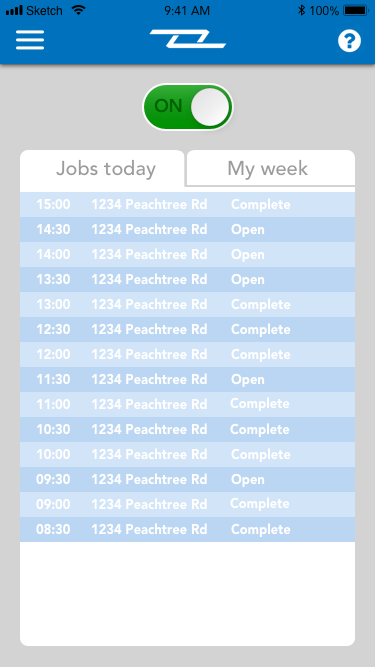 Sketch 9:41 AM 100%
ON
Jobs today My week
15:00 1234 Peachtree Rd Complete
14:30 1234 Peachtree Rd Open
14:00 1234 Peachtree Rd Open
13:30 1234 Peachtree Rd Open
13:00 1234 Peachtree Rd Complete
12:30 1234 Peachtree Rd Complete
12:00 1234 Peachtree Rd Complete
11:30 1234 Peachtree Rd Open
11:00 1234 Peachtree Rd Complete
10:30 1234 Peachtree Rd Complete
10:00 1234 Peachtree Rd Complete
09:30 1234 Peachtree Rd Open
09:00 1234 Peachtree Rd Complete
08:30 1234 Peachtree Rd Complete